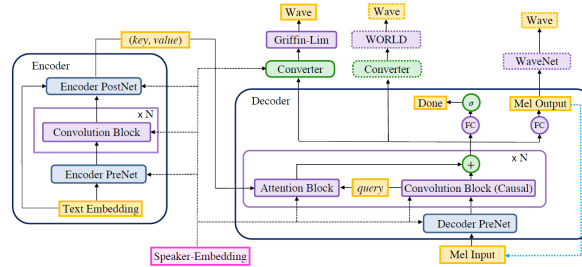 Wave
Wave
Wave
(key, value)
Griffin-Lim
WORLD
WaveNet
Encoder
Converter
Converter
Encoder PostNet
Decoder
Done
σ
Mel Output
x N
Convolution Block
FC
FC
x N
+
Encoder PreNet
Attention Block
query
Convolution Block (Causal)
Text Embedding
Decoder PreNet
Speaker-Embedding
Mel Input